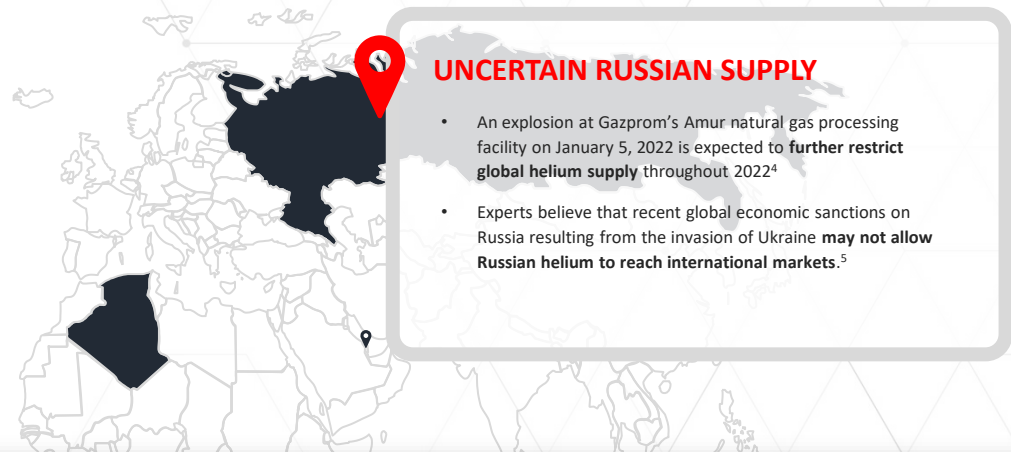 UNCERTAIN RUSSIAN SUPPLY
• An explosion at Gazprom’s Amur natural gas processing
facility on January 5, 2022 is expected to further restrict
global helium supply throughout 2022⁴
• Experts believe that recent global economic sanctions on
Russia resulting from the invasion of Ukraine may not allow
Russian helium to reach international markets.⁵